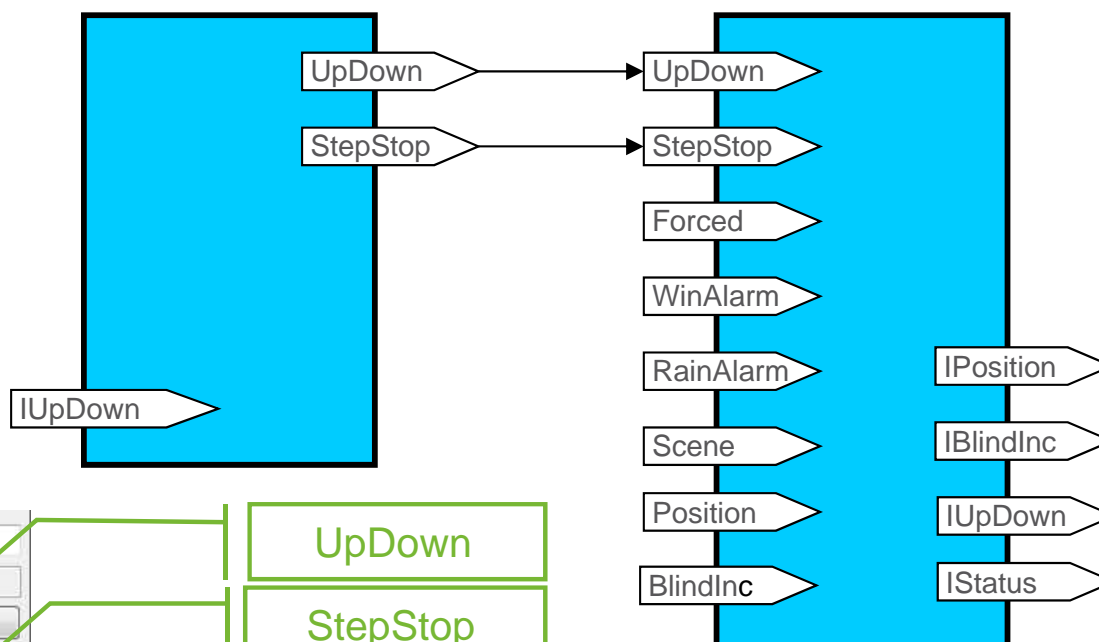 UpDown
StepStop
IUpDown
UpDown
StepStop
Forced
WinAlarm
RainAlarm
Scene
Position
BlindInc
IPosition
IBlindInc
IUpDown
IStatus
UpDown
StepStop